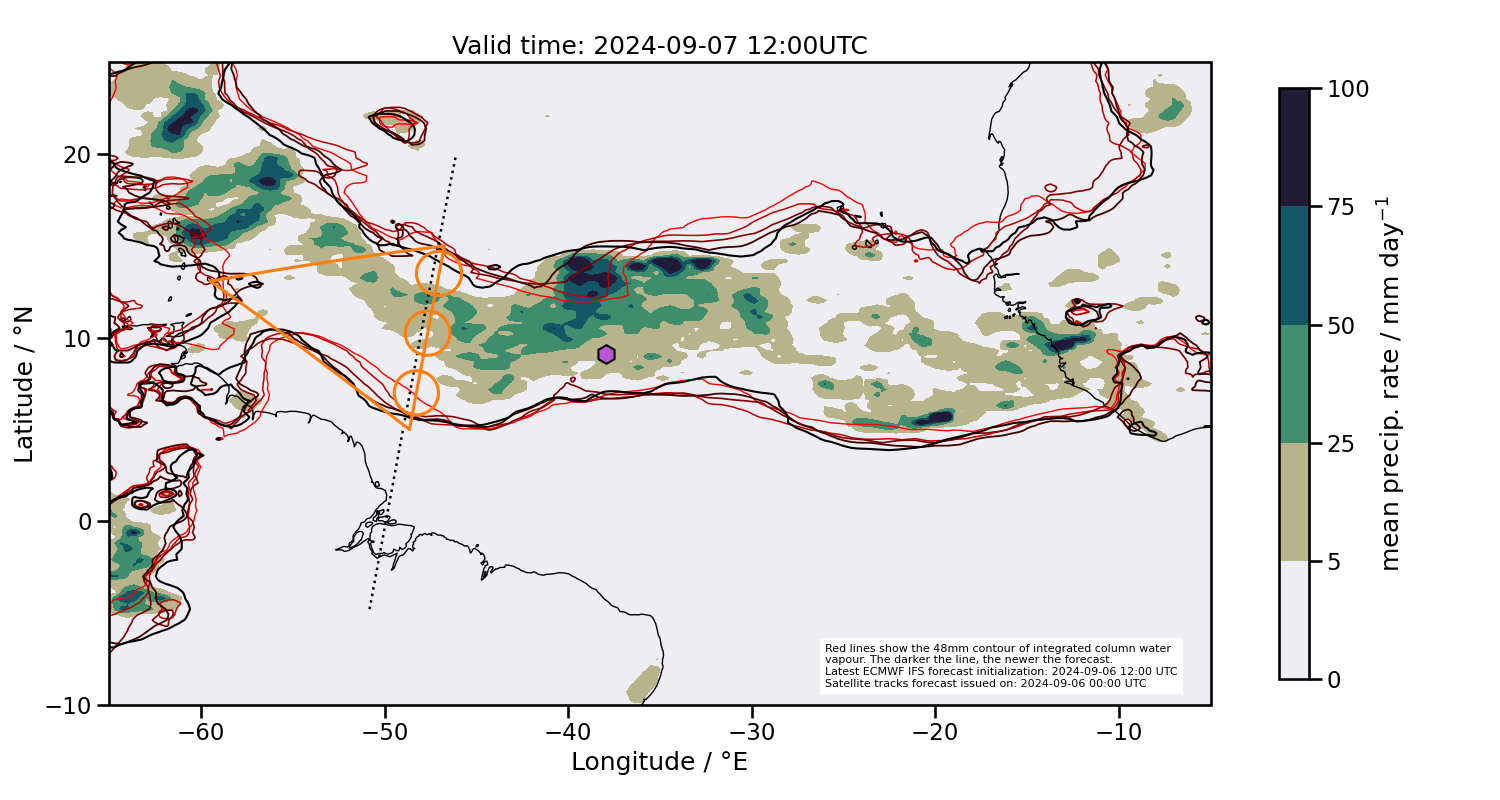 Valid time: 2024-09-07 12:00UTC
20
10
0
−10
Latitude / °N
−60
−50
−40
−30
−20
−10
Longitude / °E
Red lines show the 48mm contour of integrated column water
vapour. The darker the line, the newer the forecast.
Latest ECMWF IFS forecast initialization: 2024-09-06 12:00 UTC
Satellite tracks forecast issued on: 2024-09-06 00:00 UTC
100
75
50
25
5
0
mean precip. rate / mm day⁻¹